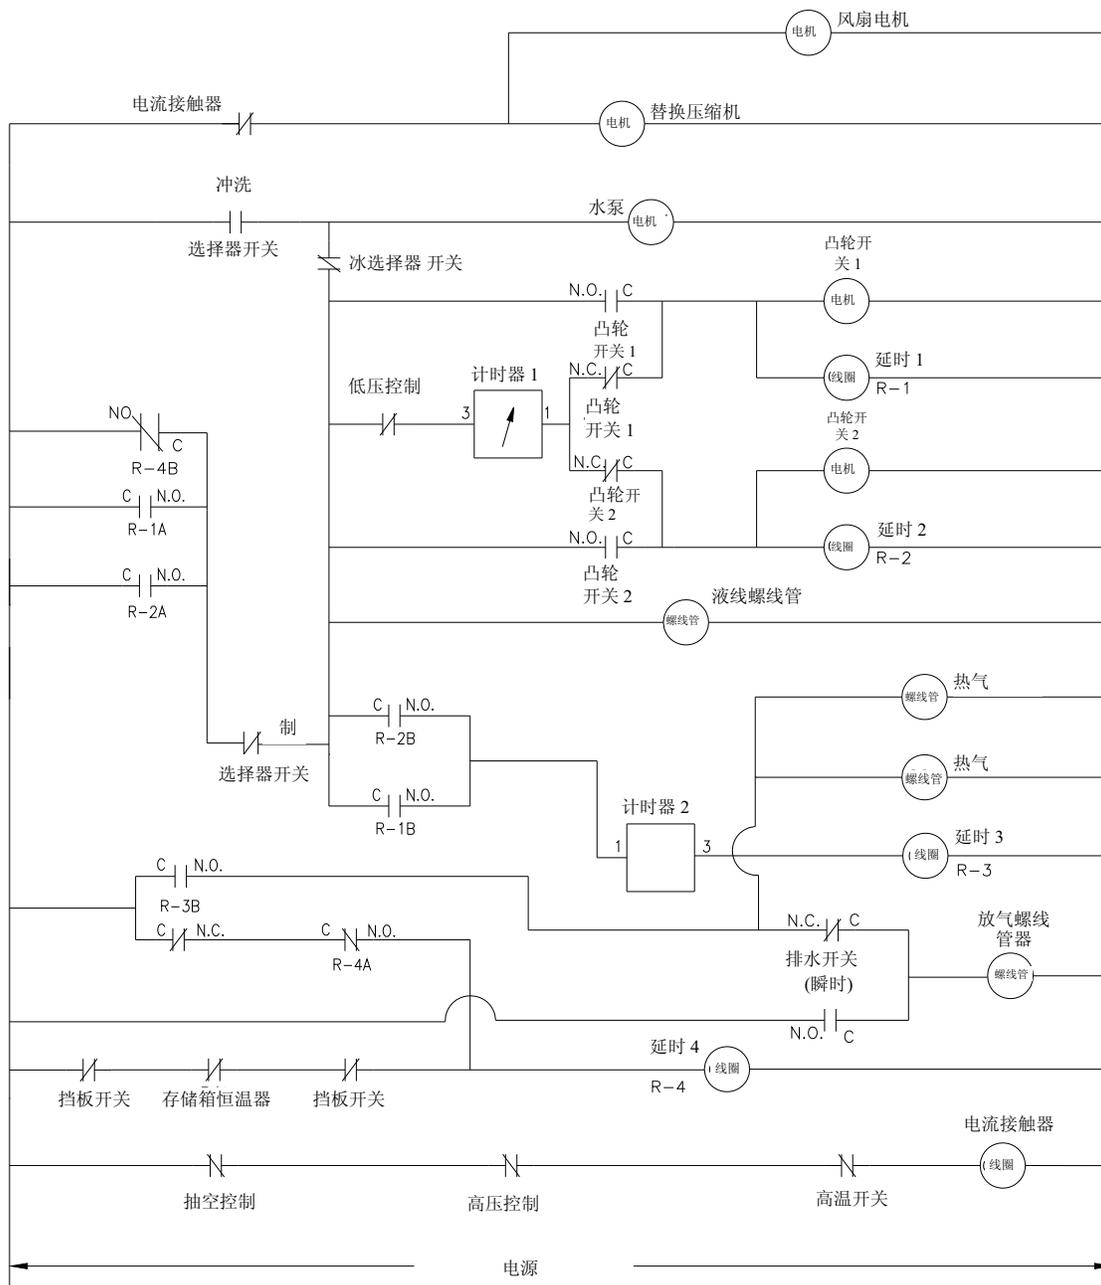 风扇电机
电机
电流接触器
替换压缩机
电机
冲洗
水泵
电机
选择器开关
冰选择器 开关
凸轮开
关 1
N.O. C
电机
凸轮
开关 1
延时 1
计时器 1
N.C. C
低压控制
线圈
R-1
3
1
凸轮
开关 1
NO
C
凸轮开
关 2
R-4B
N.C. C
电机
C N.O.
凸轮开
关 2
R-1A
延时 2
N.O. C
线圈
R-2
C N.O.
凸轮
开关 2
R-2A
液线螺线管
螺线管
热气
螺线管
C N.O.
制
R-2B
选择器开关
热气
螺线管
C N.O.
计时器 2
R-1B
延时 3
1
3
线圈
R-3
C N.O.
R-3B
N.C. C
放气螺线
管器
C N.C.
C N.O.
R-4A
排水开关
(瞬时)
螺线管
N.O. C
延时 4
线圈
R-4
挡板开关
存储箱恒温器
挡板开关
电流接触器
线圈
抽空控制
高压控制
高温开关
电源